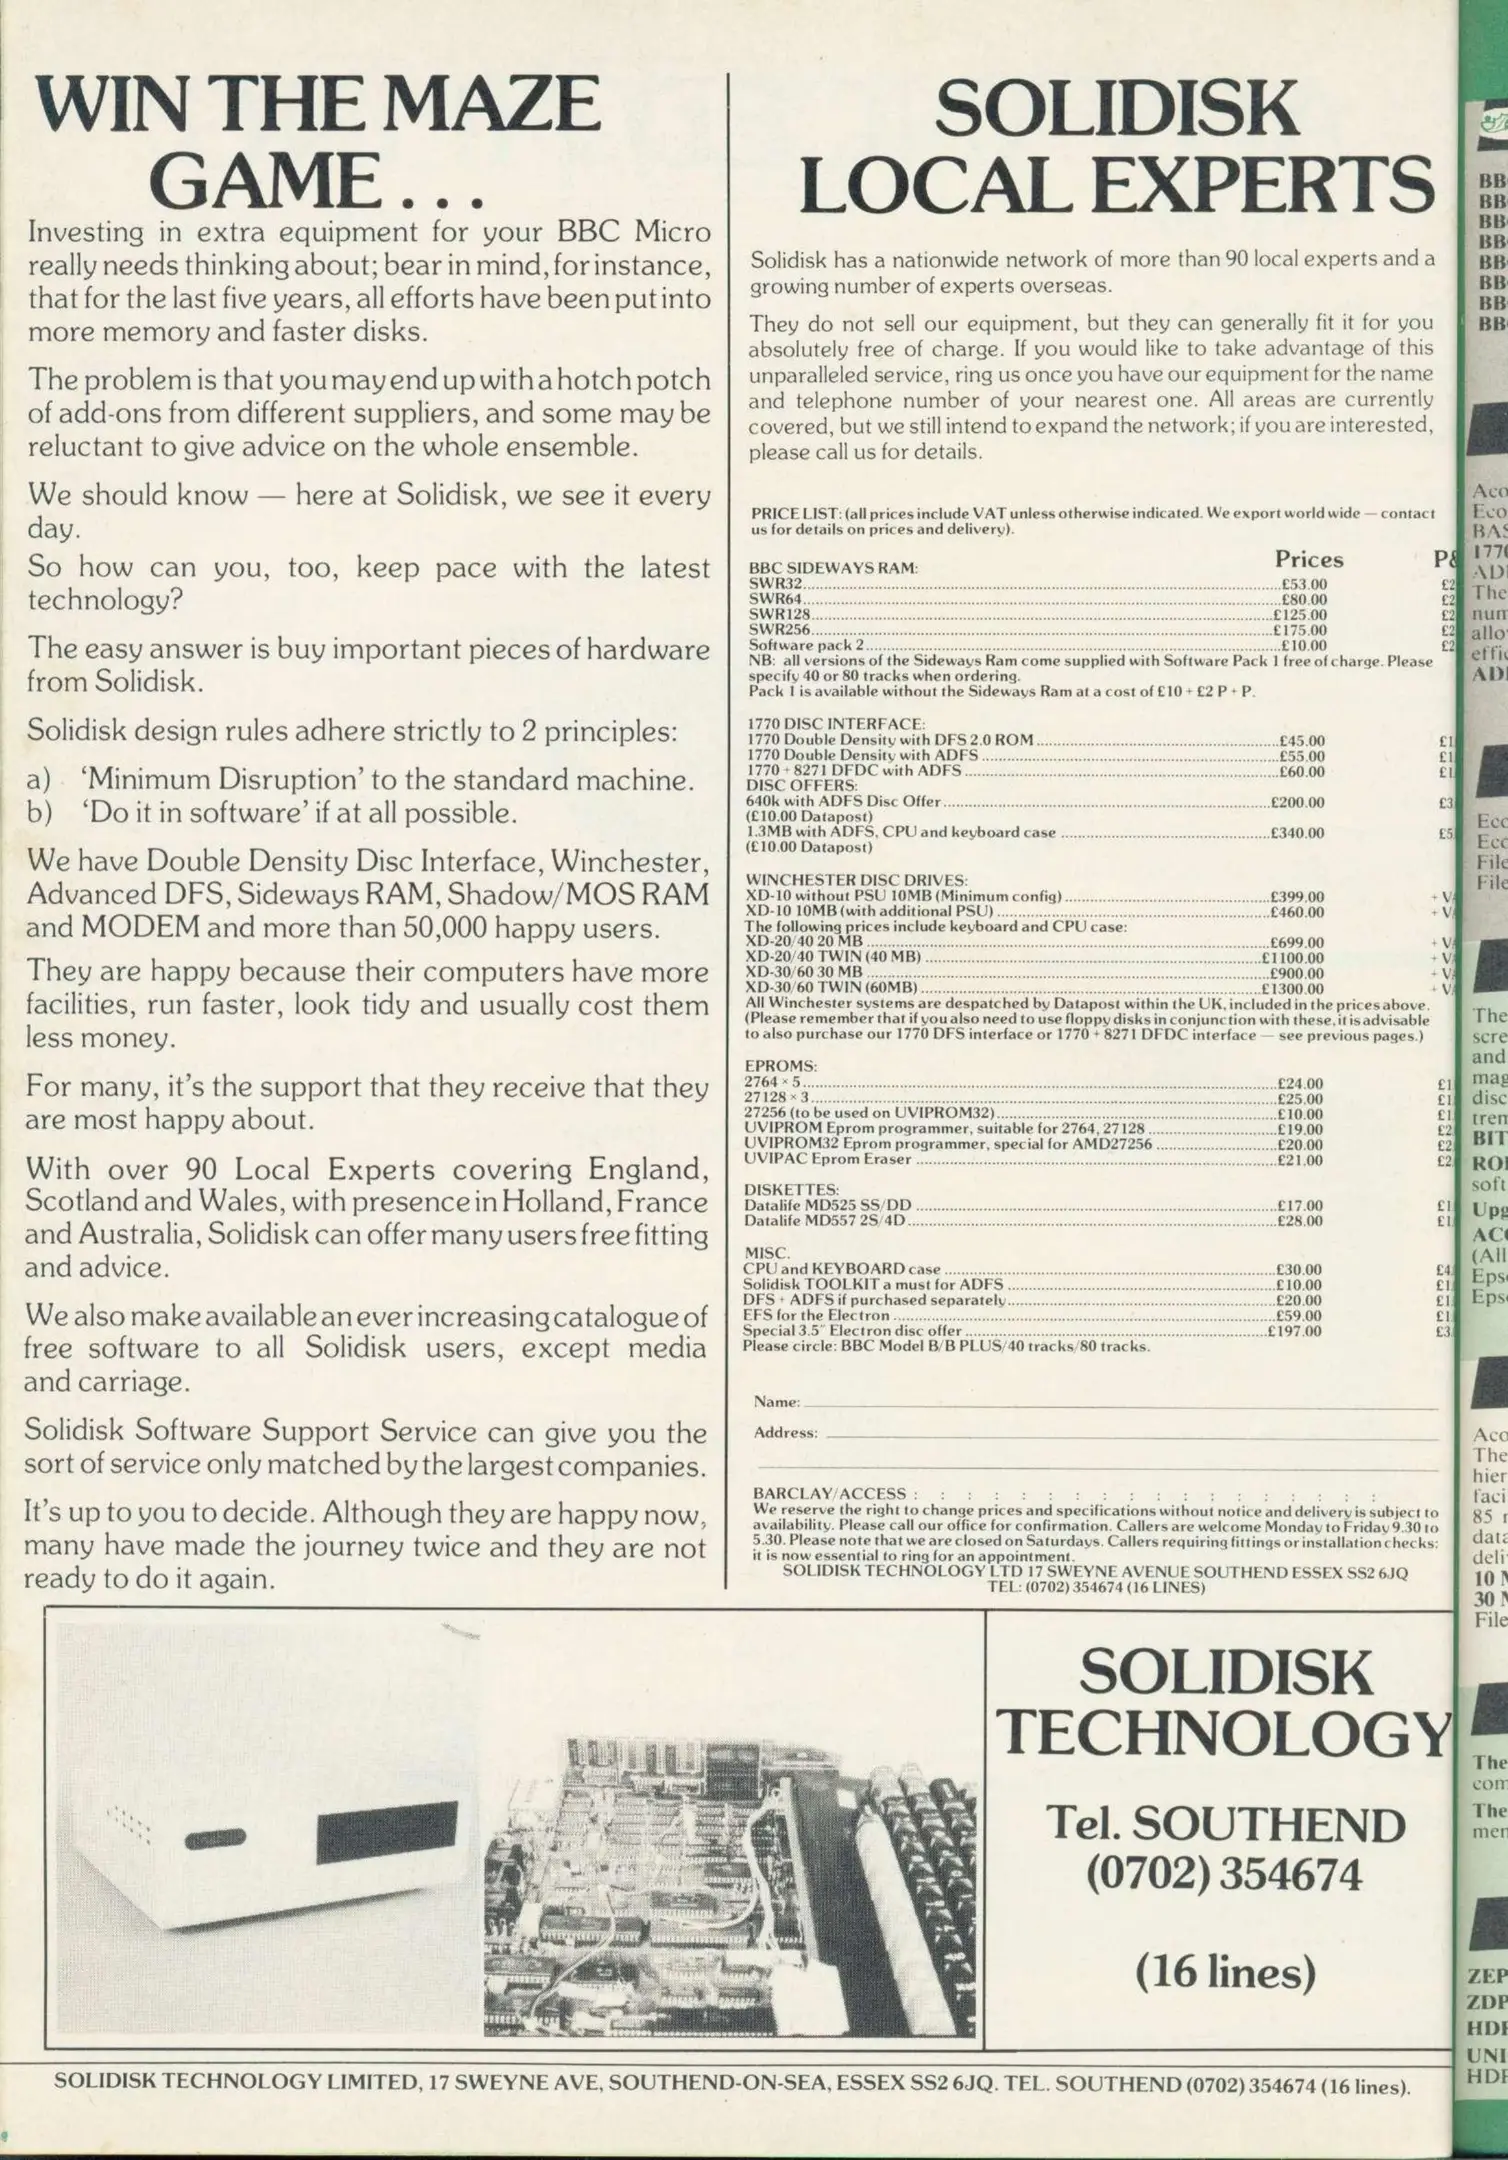 WIN THE MAZE
GAME...
Investing in extra equipment for your BBC Micro
really needs thinking about; bear in mind, for instance,
that for the last five years, all efforts have been put into
more memory and faster disks.
The problem is that you may end up with a hotch potch
of add-ons from different suppliers, and some may be
reluctant to give advice on the whole ensemble.
We should know — here at Solidisk, we see it every
day.
So how can you, too, keep pace with the latest
technology?
The easy answer is buy important pieces of hardware
from Solidisk.
Solidisk design rules adhere strictly to 2 principles:
a) ‘Minimum Disruption’ to the standard machine.
b) ‘Do it in software’ if at all possible.
We have Double Density Disc Interface, Winchester,
Advanced DFS, Sideways RAM, Shadow/MOS RAM
and MODEM and more than 50,000 happy users.
They are happy because their computers have more
facilities, run faster, look tidy and usually cost them
less money.
For many, it's the support that they receive that they
are most happy about.
With over 90 Local Experts covering England,
Scotland and Wales, with presence in Holland, France
and Australia, Solidisk can offer many users free fitting
and advice.
We also make available an ever increasing catalogue of
free software to all Solidisk users, except media
and carriage.
Solidisk Software Support Service can give you the
sort of service only matched by the largest companies.
It's up to you to decide. Although they are happy now,
many have made the journey twice and they are not
ready to do it again.
SOLIDISK
LOCAL EXPERTS
Solidisk has a nationwide network of more than 90 local experts and a
growing number of experts overseas.
They do not sell our equipment, but they can generally fit it for you
absolutely free of charge. If you would like to take advantage of this
unparalleled service, ring us once you have our equipment for the name
and telephone number of your nearest one. All areas are currently
covered, but we still intend to expand the network; if you are interested,
please call us for details.
PRICE LIST: (all prices include VAT unless otherwise indicated. We export world wide — contact
us for details on prices and delivery).
Prices P&
BBC SIDEWAYS RAM:
SWR32 £53.00 £2
SWR64 £80.00 £2
SWR128 £125.00 £2
SWR256 £175.00 £2
Software pack 2 £10.00 £2
NB: all versions of the Sideways Ram come supplied with Software Pack 1 free of charge. Please
specify 40 or 80 tracks when ordering.
Pack 1 is available without the Sideways Ram at a cost of £10 + £2 P + P.
1770 DISC INTERFACE:
1770 Double Density with DFS 2.0 ROM £45.00 £1
1770 Double Density with ADFS £55.00 £1
1770 + 8271 DFDC with ADFS £60.00 £1
DISC OFFERS:
640k with ADFS Disc Offer £200.00 £3
(£10.00 Datapost)
1.3MB with ADFS, CPU and keyboard case £340.00 £5
(£10.00 Datapost)
WINCHESTER DISC DRIVES:
XD-10 without PSU 10MB (Minimum config) £399.00 + V
XD-10 10MB (with additional PSU) £460.00 + V
The following prices include keyboard and CPU case:
XD-20/40 20 MB £699.00 + V
XD-20/40 TWIN (40 MB) £1100.00 + V
XD-30/60 30 MB £900.00 + V
XD-30/60 TWIN (60MB) £1300.00 + V
All Winchester systems are despatched by Datapost within the UK, included in the prices above.
(Please remember that if you also need to use floppy disks in conjunction with these, it is advisable
to also purchase our 1770 DFS interface or 1770 + 8271 DFDC interface — see previous pages.)
EPROMS:
2764 × 5 £24.00 £1
27128 × 3 £25.00 £1
27256 (to be used on UVIPROM32) £10.00 £1
UVIPROM Eprom programmer, suitable for 2764, 27128 £19.00 £2
UVIPROM32 Eprom programmer, special for AMD27256 £20.00 £2
UVIPAC Eprom Eraser £21.00 £2
DISKETTES:
Datalife MD525 SS/DD £17.00 £1
Datalife MD557 2S/4D £28.00 £1
MISC.
CPU and KEYBOARD case £30.00 £4
Solidisk TOOLKIT a must for ADFS £10.00 £1
DFS + ADFS if purchased separately £20.00 £1
EFS for the Electron £59.00 £1
Special 3.5" Electron disc offer £197.00 £3
Please circle: BBC Model B/B PLUS/40 tracks/80 tracks.
Name:
Address:
BARCLAY/ACCESS : : : : : : : : : : : : : : : : : :
We reserve the right to change prices and specifications without notice and delivery is subject to
availability. Please call our office for confirmation. Callers are welcome Monday to Friday 9.30 to
5.30. Please note that we are closed on Saturdays. Callers requiring fittings or installation checks:
it is now essential to ring for an appointment.
SOLIDISK TECHNOLOGY LTD 17 SWEYNE AVENUE SOUTHEND ESSEX SS2 6JQ
TEL: (0702) 354674 (16 LINES)
SOLIDISK
TECHNOLOGY
Tel. SOUTHEND
(0702) 354674
(16 lines)
SOLIDISK TECHNOLOGY LIMITED, 17 SWEYNE AVE, SOUTHEND-ON-SEA, ESSEX SS2 6JQ. TEL. SOUTHEND (0702) 354674 (16 lines).